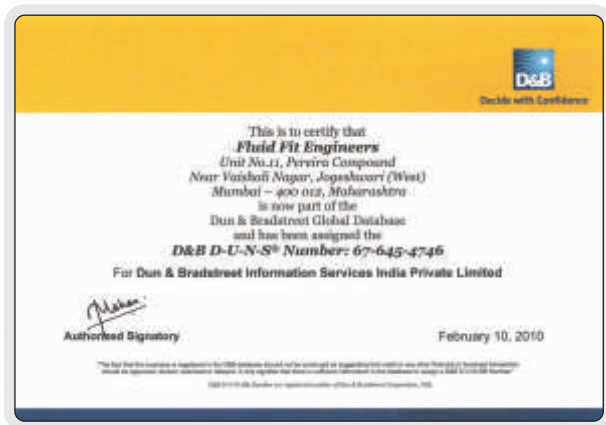 D&B
Decide with Confidence
This is to certify that
Fluid Fit Engineers
Unit No.11, Pereira Compound
Near Vaishali Nagar, Jogeshwari (West)
Mumbai – 400 012, Maharashtra
is now part of the
Dun & Bradstreet Global Database
and has been assigned the
D&B D-U-N-S® Number: 67-645-4746
For Dun & Bradstreet Information Services India Private Limited
Authorised Signatory
February 10, 2010